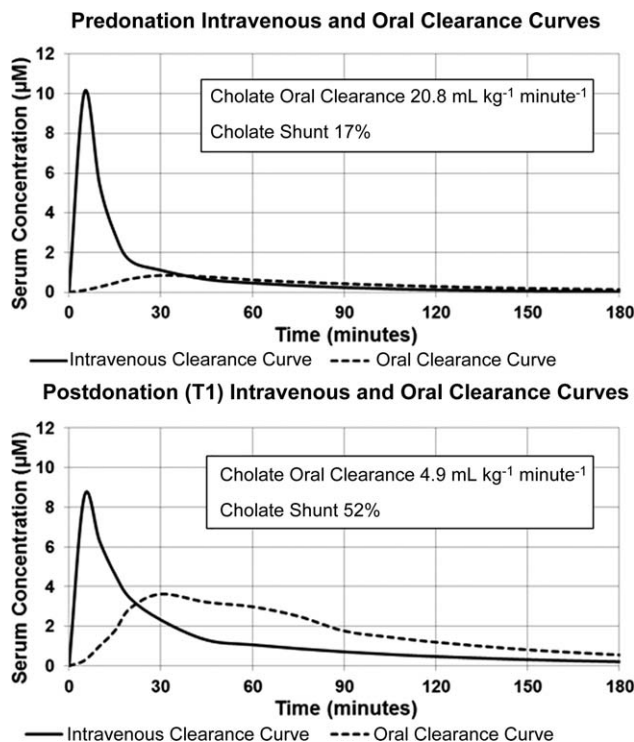 Predonation Intravenous and Oral Clearance Curves
Serum Concentration (µM)
12
10
8
6
4
2
0
Cholate Oral Clearance 20.8 mL kg⁻¹ minute⁻¹
Cholate Shunt 17%
0 30 60 90 120 150 180
Time (minutes)
Intravenous Clearance Curve Oral Clearance Curve
Postdonation (T1) Intravenous and Oral Clearance Curves
Serum Concentration (µM)
12
10
8
6
4
2
0
Cholate Oral Clearance 4.9 mL kg⁻¹ minute⁻¹
Cholate Shunt 52%
0 30 60 90 120 150 180
Time (minutes)
Intravenous Clearance Curve Oral Clearance Curve